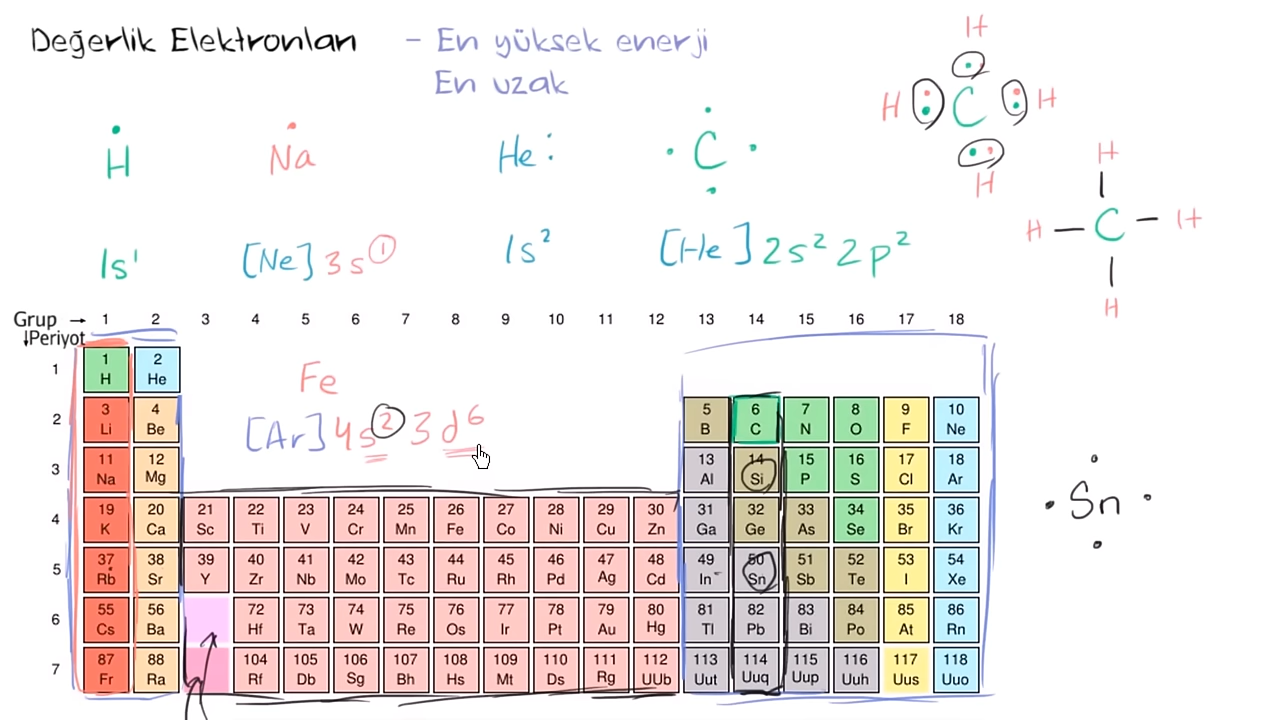 Değerlik Elektronları - En yüksek enerji
En uzak
H Na He: C
H
H C H
H
H
H — C — H
H
1s¹ [Ne]3s¹ 1s² [He]2s²2p²
Grup → 1 2 3 4 5 6 7 8 9 10 11 12 13 14 15 16 17 18
↓Periyot
Fe
[Ar]4s²3d⁶
1 1 2
H He
2 3 4 5 6 7 8 9 10
Li Be B C N O F Ne
3 11 12 13 14 15 16 17 18
Na Mg Al Si P S Cl Ar
4 19 20 21 22 23 24 25 26 27 28 29 30 31 32 33 34 35 36
K Ca Sc Ti V Cr Mn Fe Co Ni Cu Zn Ga Ge As Se Br Kr
5 37 38 39 40 41 42 43 44 45 46 47 48 49 50 51 52 53 54
Rb Sr Y Zr Nb Mo Tc Ru Rh Pd Ag Cd In Sn Sb Te I Xe
6 55 56 72 73 74 75 76 77 78 79 80 81 82 83 84 85 86
Cs Ba Hf Ta W Re Os Ir Pt Au Hg Tl Pb Bi Po At Rn
7 87 88 104 105 106 107 108 109 110 111 112 113 114 115 116 117 118
Fr Ra Rf Db Sg Bh Hs Mt Ds Rg UUb Uut Uuq Uup Uuh Uus Uuo
Sn